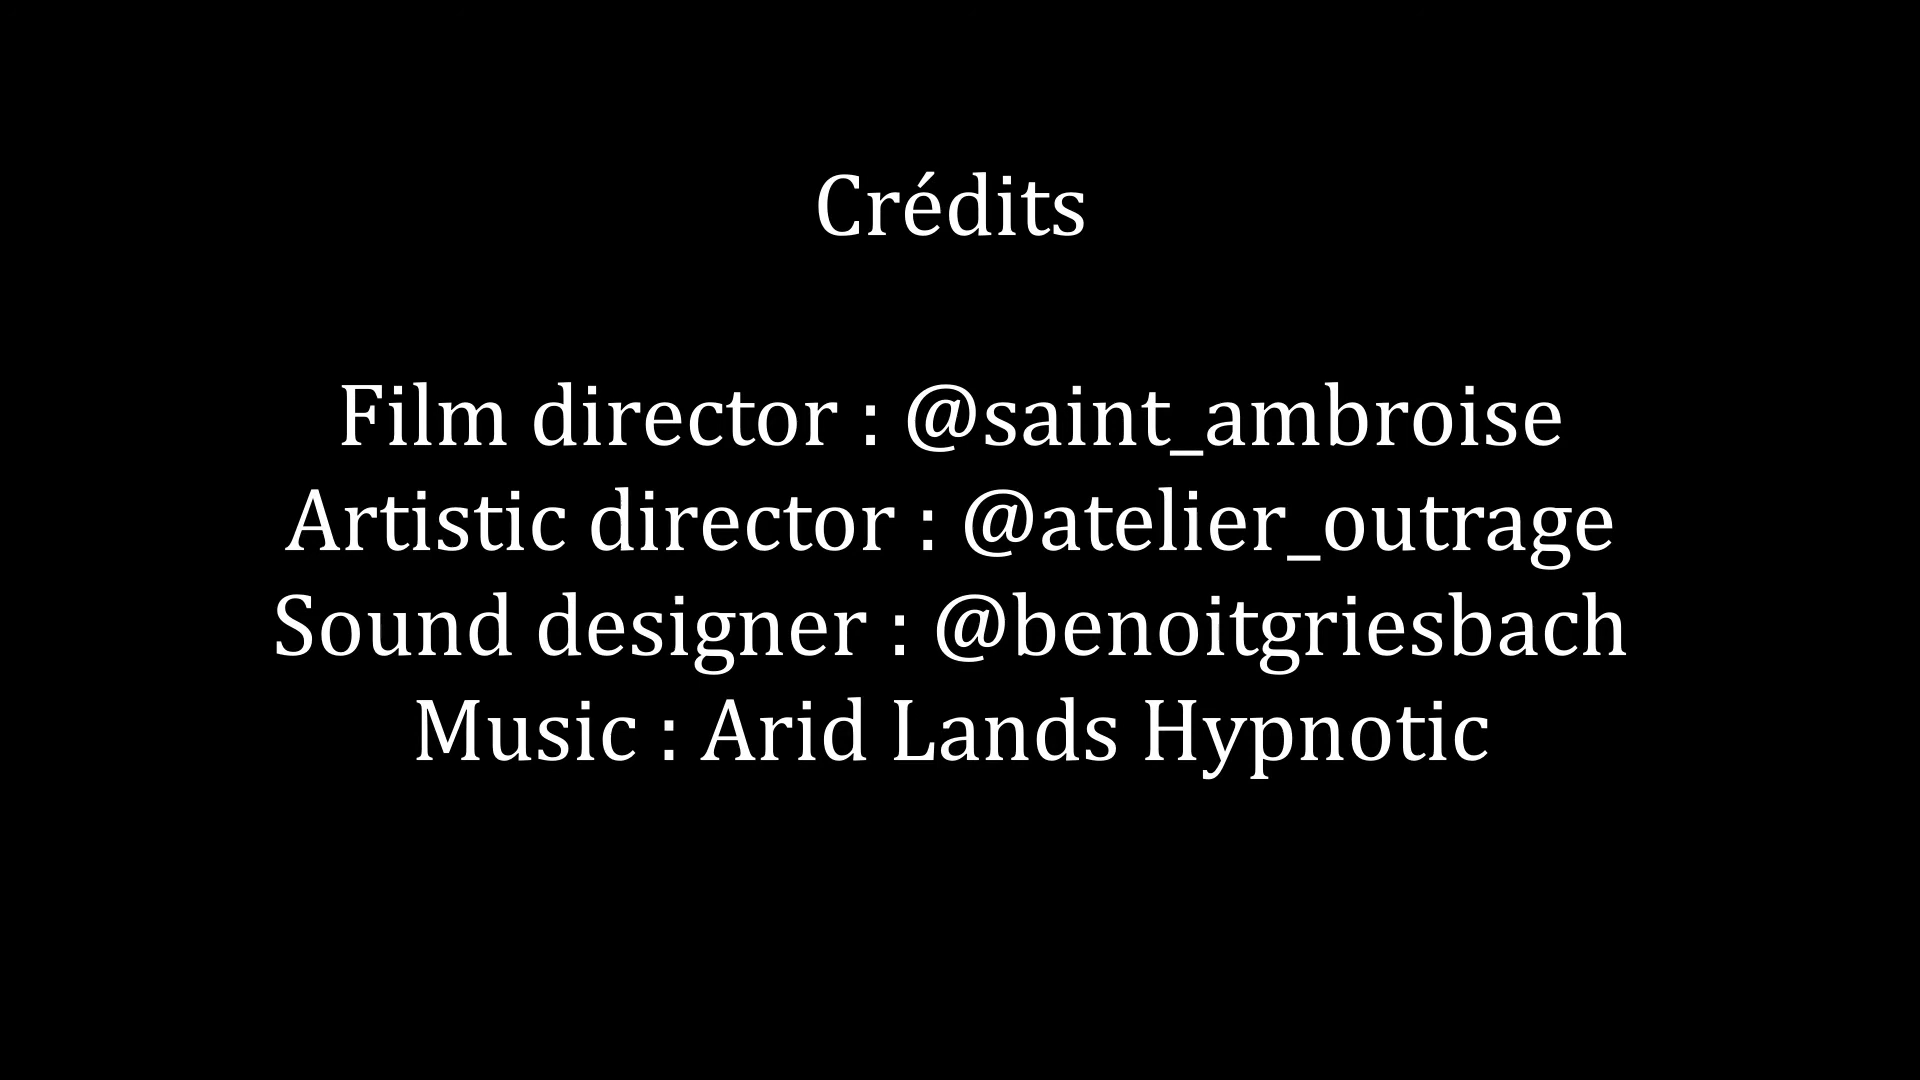 Crédits
Film director : @saint_ambroise
Artistic director : @atelier_outrage
Sound designer : @benoitgriesbach
Music : Arid Lands Hypnotic